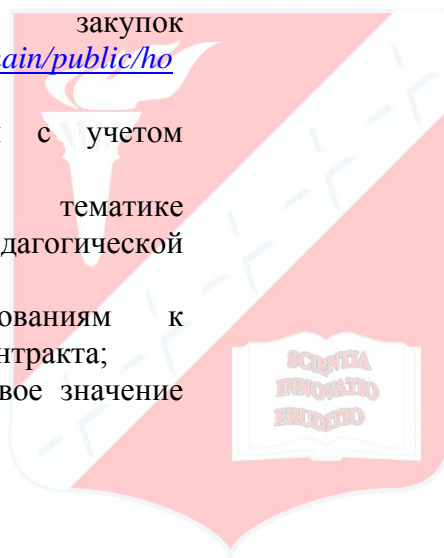 закупок
ain/public/ho
с учетом
тематике
дагогической
ованиям к
нтракта;
вое значение
SCIENTIA
INNOVATIO
ERUDITIO